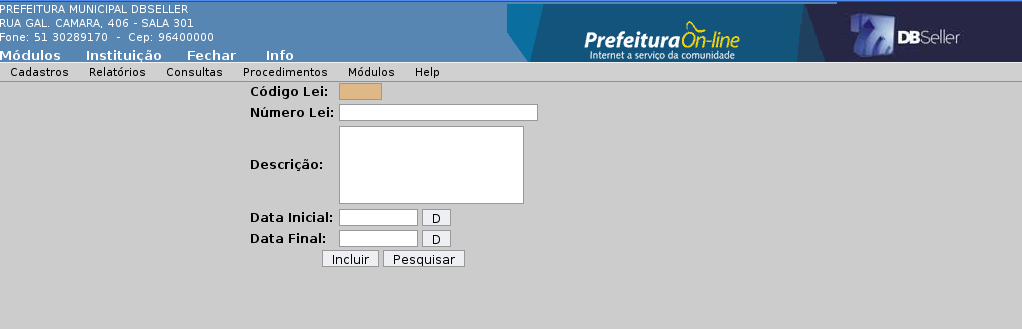 PREFEITURA MUNICIPAL DBSELLER
RUA GAL. CAMARA, 406 - SALA 301
Fone: 51 30289170 - Cep: 96400000
Módulos Instituição Fechar Info
PrefeituraOn-line
Internet a serviço da comunidade
DBSeller
Cadastros Relatórios Consultas Procedimentos Módulos Help
Código Lei:
Número Lei:
Descrição:
Data Inicial: D
Data Final: D
Incluir Pesquisar